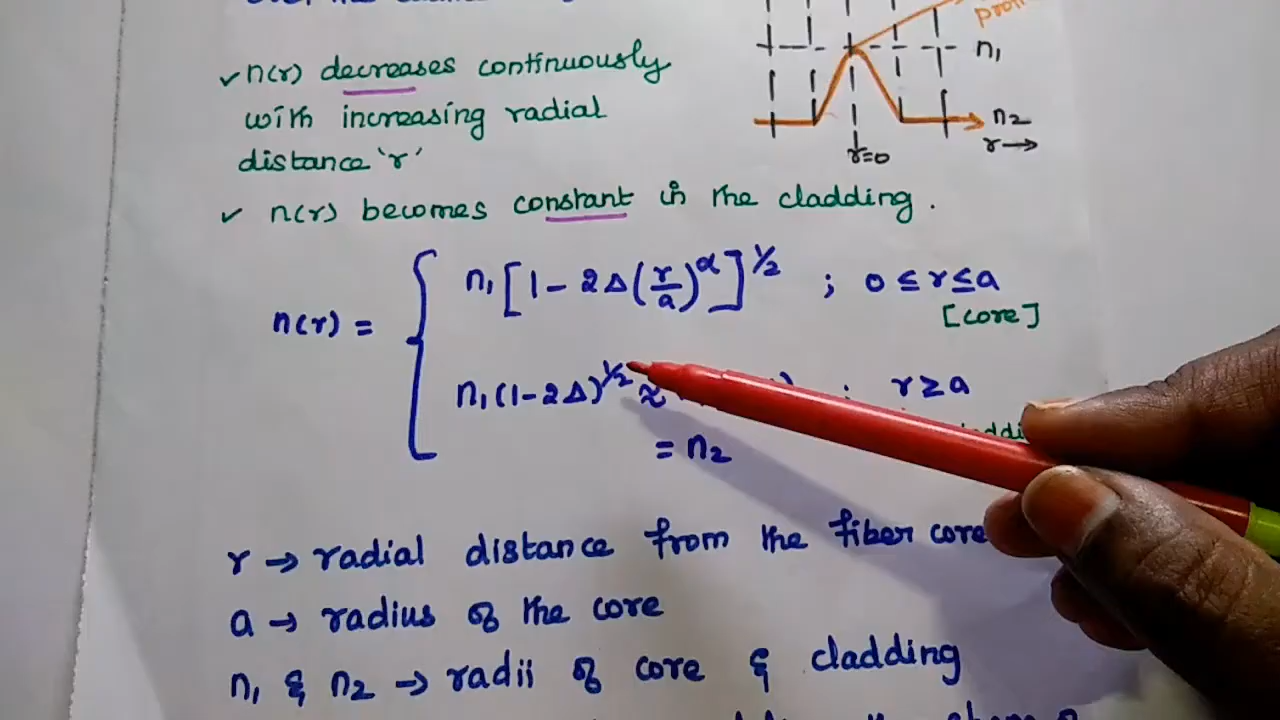 n₁
✓ n(r) decreases continuously
with increasing radial
distance 'r'
n₂
r →
r=0
✓ n(r) becomes constant in the cladding.
n(r) = { n₁[1 - 2Δ(r/a)^α]^1/2 ; 0 ≤ r ≤ a
[core]
n₁(1-2Δ)^1/2 ≈ ; r ≥ a
= n₂
r → radial distance from the fiber core
a → radius of the core
n₁ & n₂ → radii of core & cladding